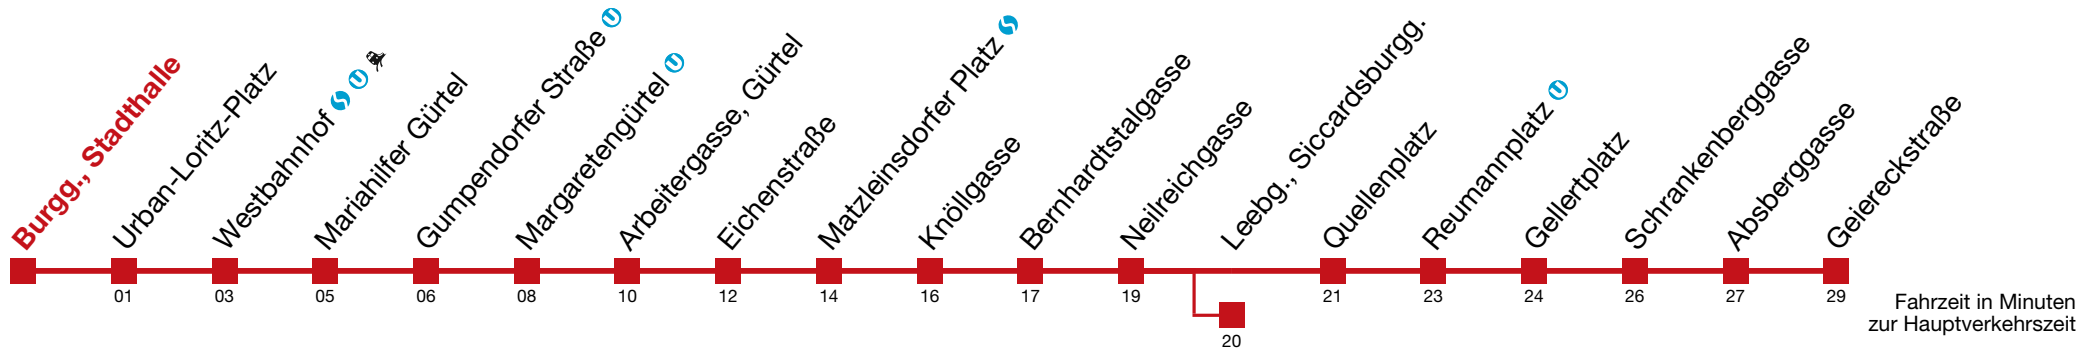 Burgg., Stadthalle
Urban-Loritz-Platz
Westbahnhof S U
Mariahilfer Gürtel
Gumpendorfer Straße U
Margaretengürtel U
Arbeitergasse, Gürtel
Eichenstraße
Matzleinsdorfer Platz S
Knöllgasse
Bernhardtstalgasse
Neilreichgasse
Leebg., Siccardsburgg.
Quellenplatz
Reumannplatz U
Gellertplatz
Schrankenberggasse
Absberggasse
Geiereckstraße
01 03 05 06 08 10 12 14 16 17 19 21 23 24 26 27 29
20
Fahrzeit in Minuten
zur Hauptverkehrszeit